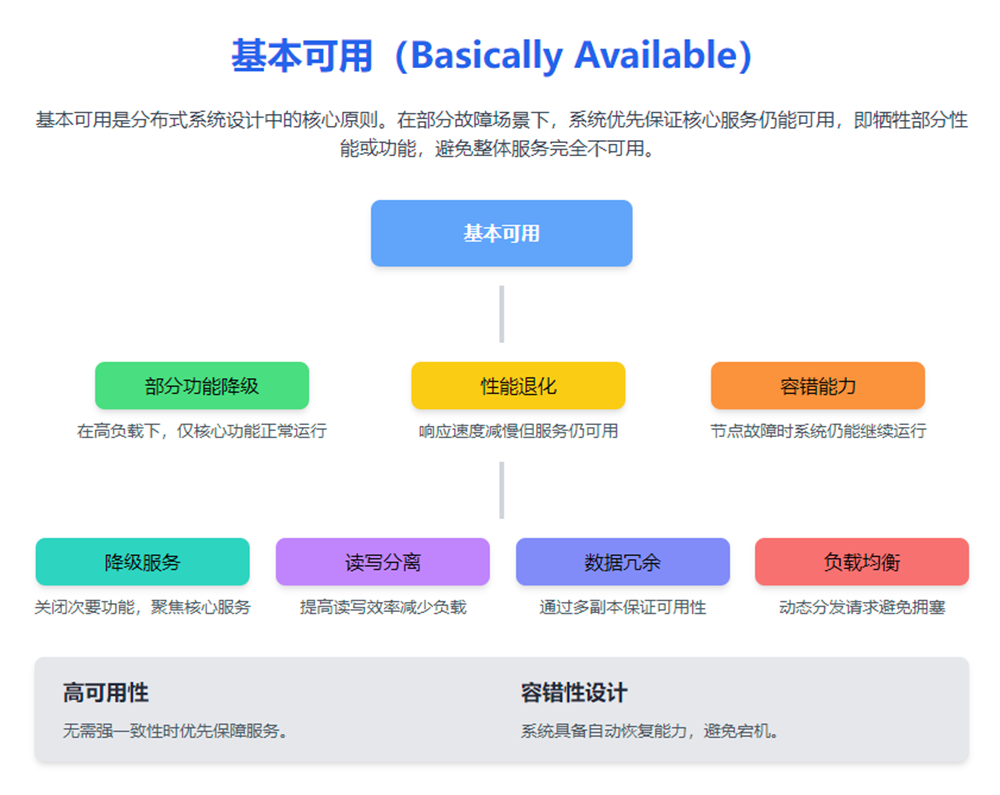 基本可用（Basically Available）
基本可用是分布式系统设计中的核心原则。在部分故障场景下，系统优先保证核心服务仍能可用，即牺牲部分性
能或功能，避免整体服务完全不可用。
基本可用
部分功能降级
性能退化
容错能力
在高负载下，仅核心功能正常运行
响应速度减慢但服务仍可用
节点故障时系统仍能继续运行
降级服务
读写分离
数据冗余
负载均衡
关闭次要功能，聚焦核心服务
提高读写效率减少负载
通过多副本保证可用性
动态分发请求避免拥塞
高可用性
容错性设计
无需强一致性时优先保障服务。
系统具备自动恢复能力，避免宕机。